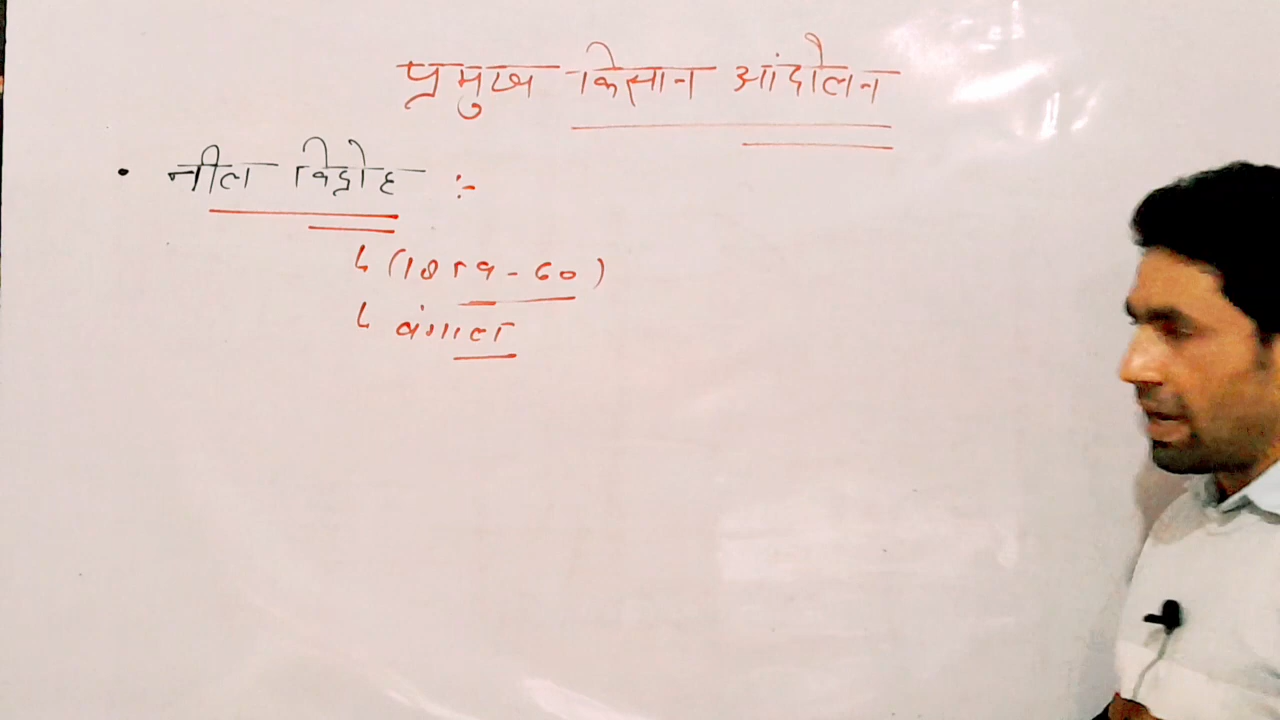 प्रमुख किसान आंदोलन
• नील विद्रोह :-
↳ (1859-60)
↳ बंगाल